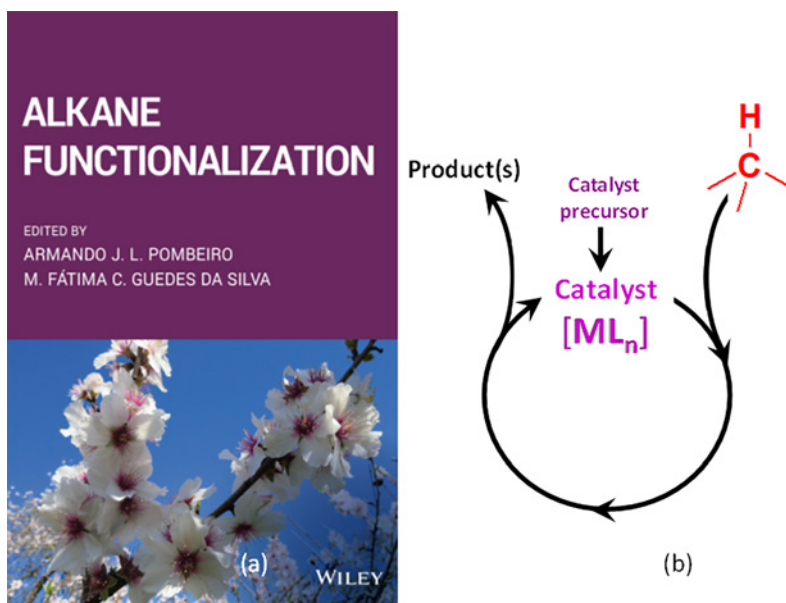 ALKANE
FUNCTIONALIZATION
EDITED BY
ARMANDO J. L. POMBEIRO
M. FÁTIMA C. GUEDES DA SILVA
(a)
WILEY
H
C
Product(s)
Catalyst
precursor
Catalyst
[MLn]
(b)